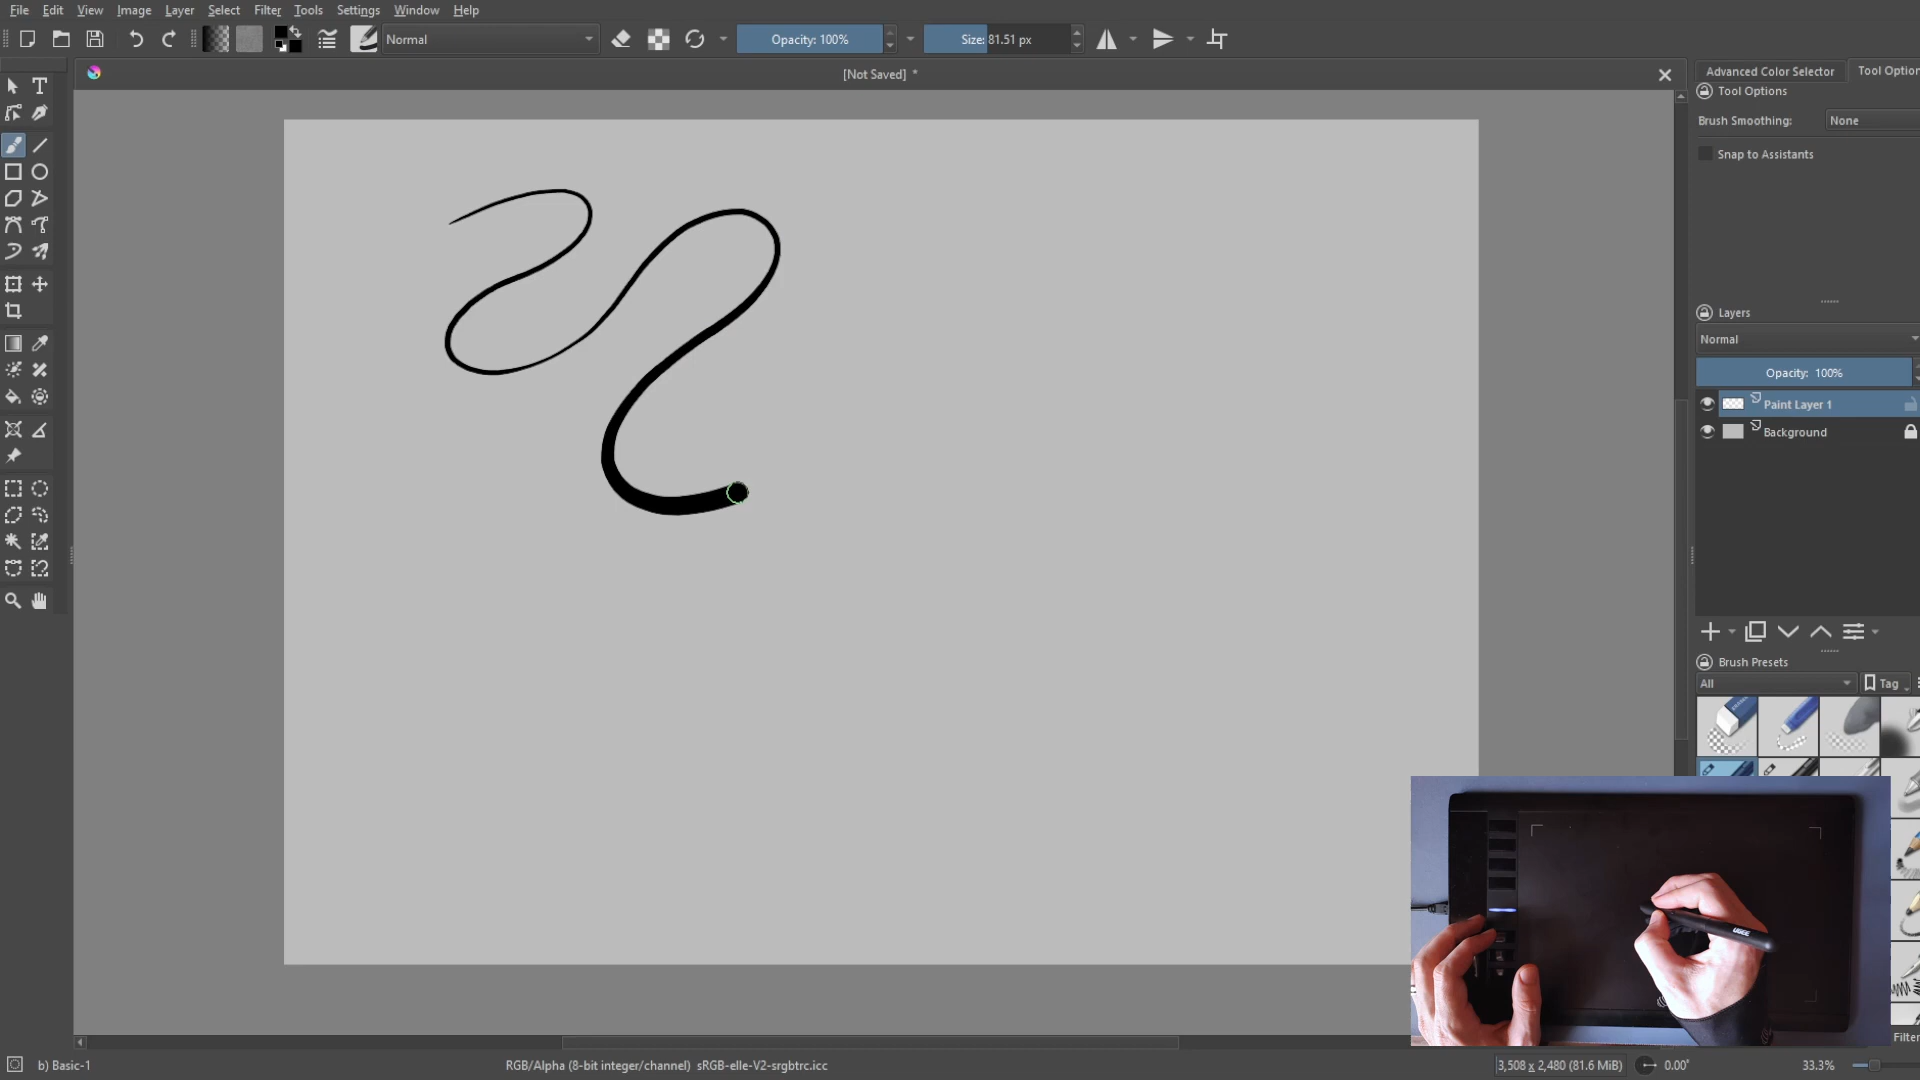 File Edit View Image Layer Select Filter Tools Settings Window Help
Normal Opacity: 100% Size: 81.51 px
[Not Saved] *
Advanced Color Selector Tool Option
Tool Options
Brush Smoothing: None
Snap to Assistants
Layers
Normal
Opacity: 100%
Paint Layer 1
Background
Brush Presets
All Tag
UGEE
Filter
b) Basic-1 RGB/Alpha (8-bit integer/channel) sRGB-elle-V2-srgbtrc.icc 3,508 x 2,480 (81.6 MiB) 0.00° 33.3%